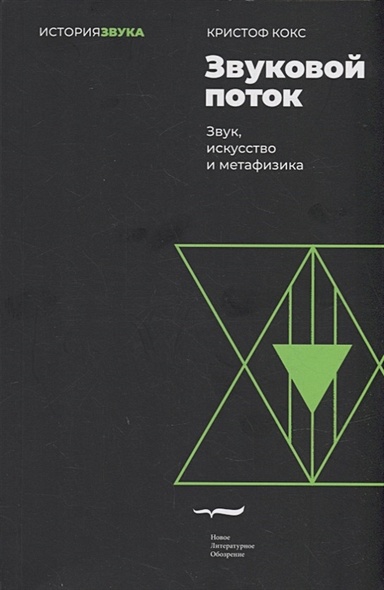 ИСТОРИЯЗВУКА
КРИСТОФ КОКС
Звуковой
поток
Звук,
искусство
и метафизика
Новое
Литературное
Обозрение